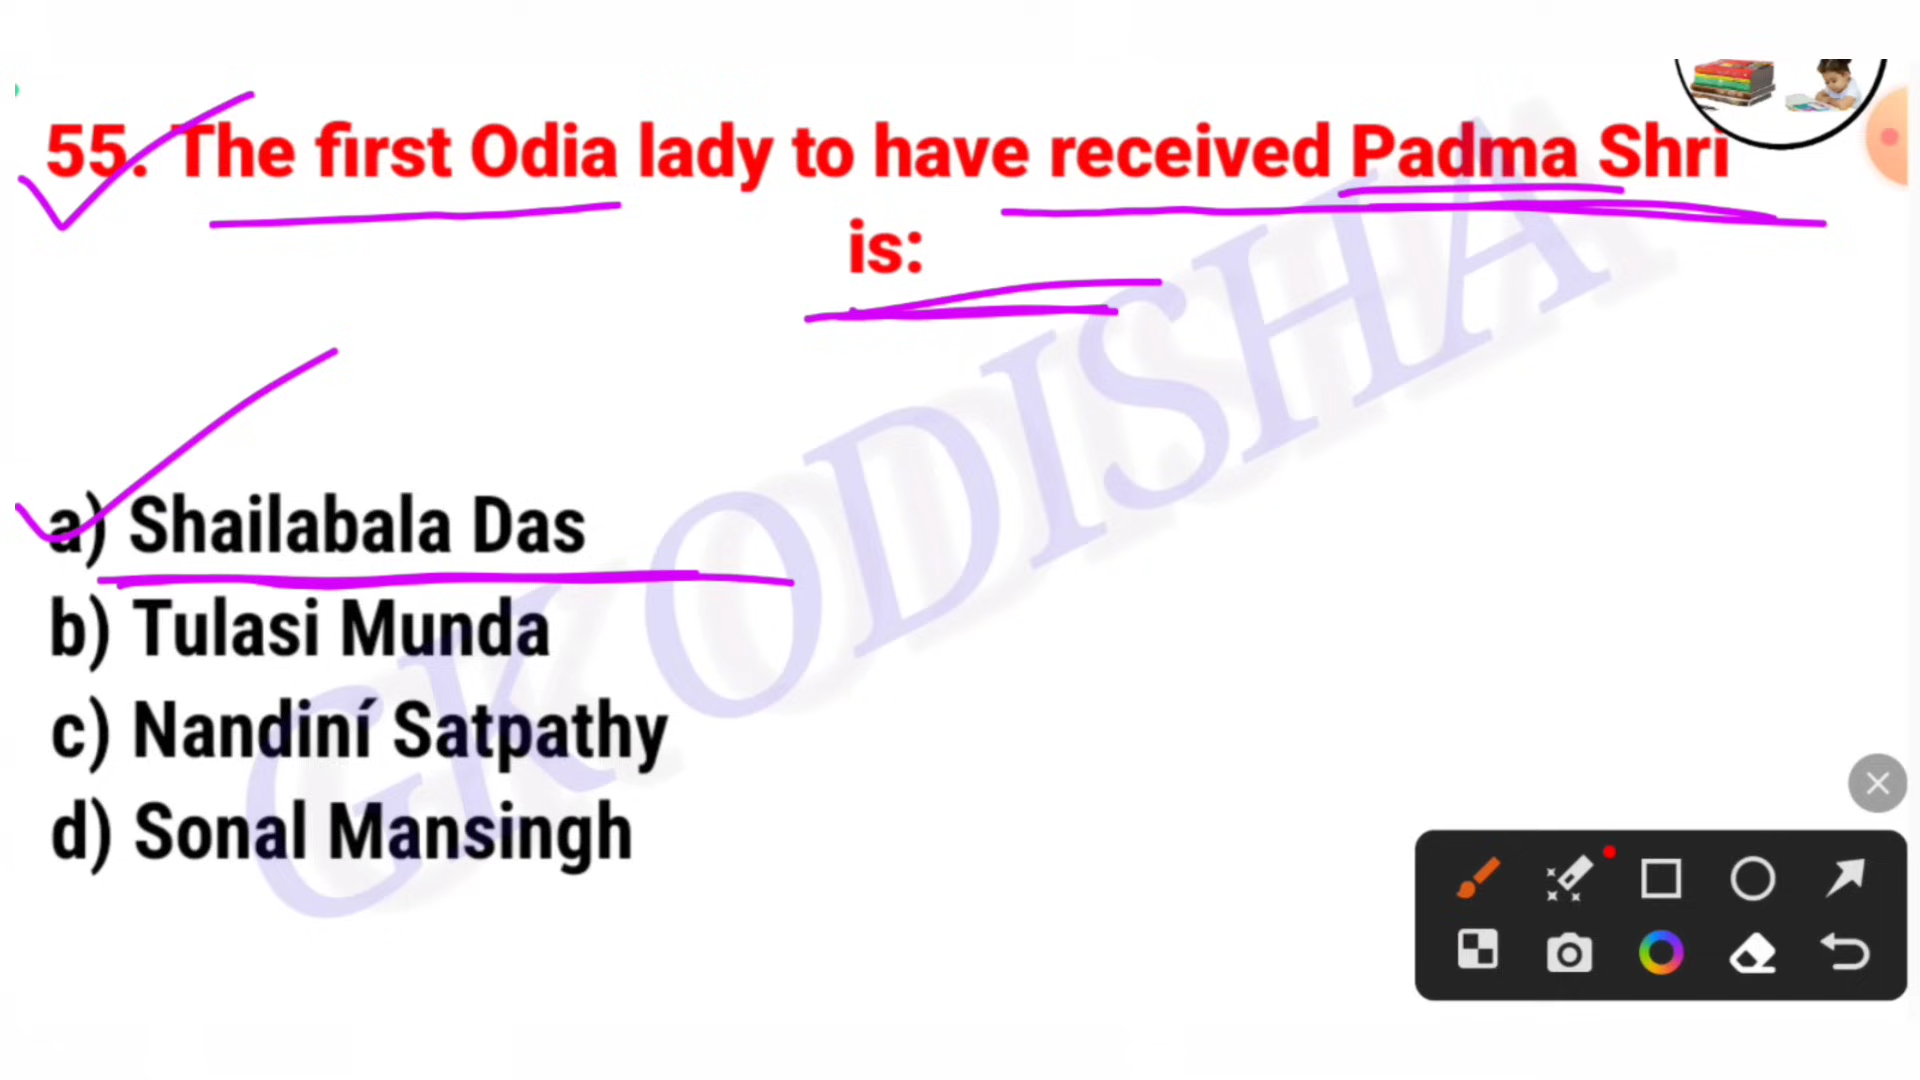 55. The first Odia lady to have received Padma Shri
is:
a) Shailabala Das
b) Tulasi Munda
c) Nandiní Satpathy
d) Sonal Mansingh
GK ODISHA